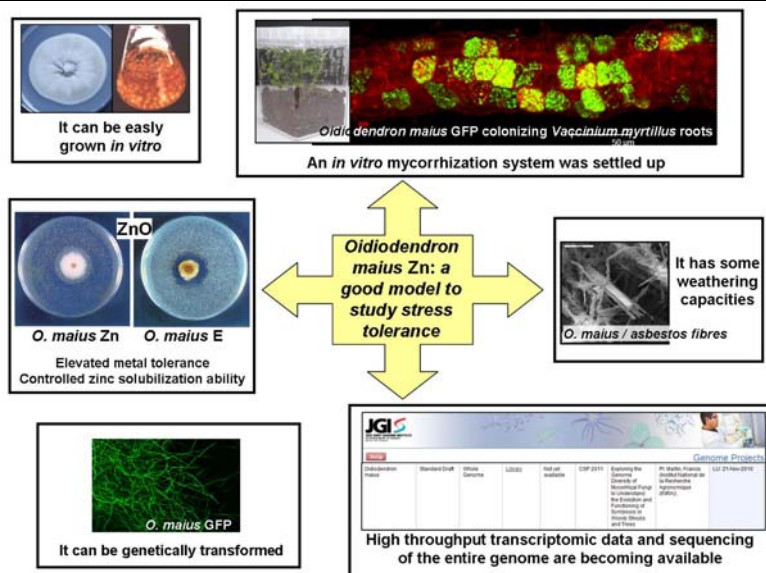 It can be easly
grown in vitro
Oidiodendron maius GFP colonizing Vaccinium myrtillus roots
50 um
An in vitro mycorrhization system was settled up
ZnO
O. maius Zn
O. maius E
Elevated metal tolerance
Controlled zinc solubilization ability
Oidiodendron
maius Zn: a
good model to
study stress
tolerance
It has some
weathering
capacities
O. maius / asbestos fibres
O. maius GFP
It can be genetically transformed
JGI
Genome Projects
Oidiodendron
maius
Standard Draft
Whole
Genome
Library
Not yet
available
CSP 2011
Exploring the
Genome
Diversity of
Mycorrhizal Fungi
to Understand
the Evolution and
Functioning of
Symbiosis in
Woody Shrubs
and Trees
PI: Martin, Francis
(Institut National de
la Recherche
Agronomique
High throughput transcriptomic data and sequencing
of the entire genome are becoming available